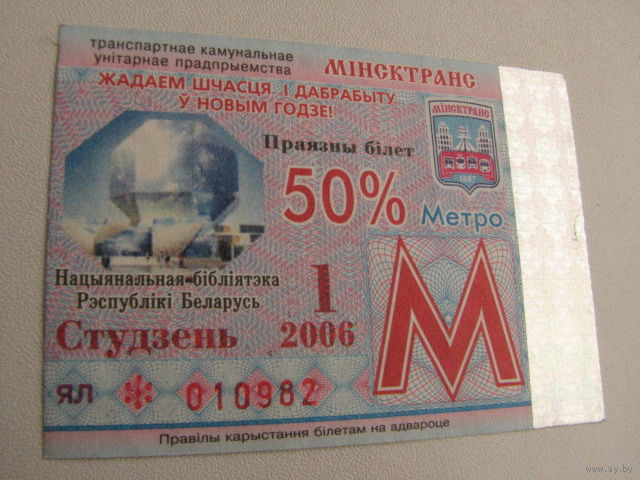 транспартнае камунальнае
унітарнае прадпрыемства
МІНСКТРАНС
ЖАДАЕМ ШЧАСЦЯ І ДАБРАБЫТУ
Ў НОВЫМ ГОДЗЕ!
МІНСКТРАНС
Праязны білет
50%
Метро
Нацыянальная бібліятэка
Рэспублікі Беларусь
1
Студзень 2006
М
ЯЛ * 010982
Правілы карыстання білетам на адвароце
www.ay.by